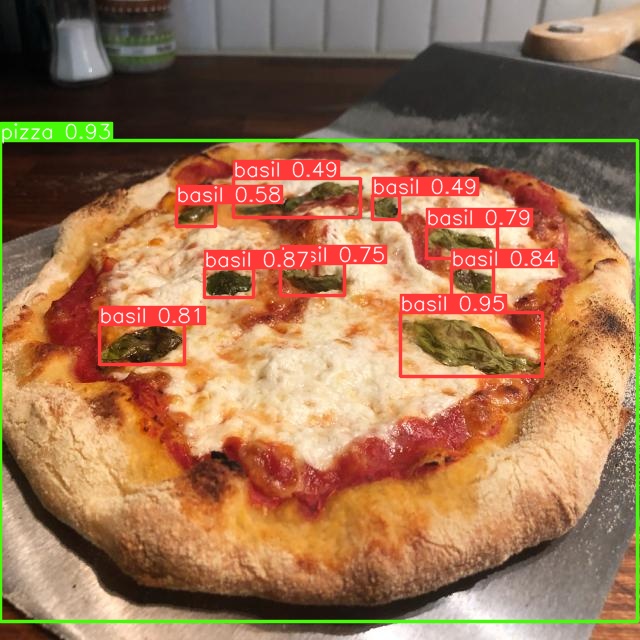 pizza 0.93
basil 0.49
basil 0.58
basil 0.49
basil 0.79
basil 0.87
sil 0.75
basil 0.84
basil 0.95
basil 0.81